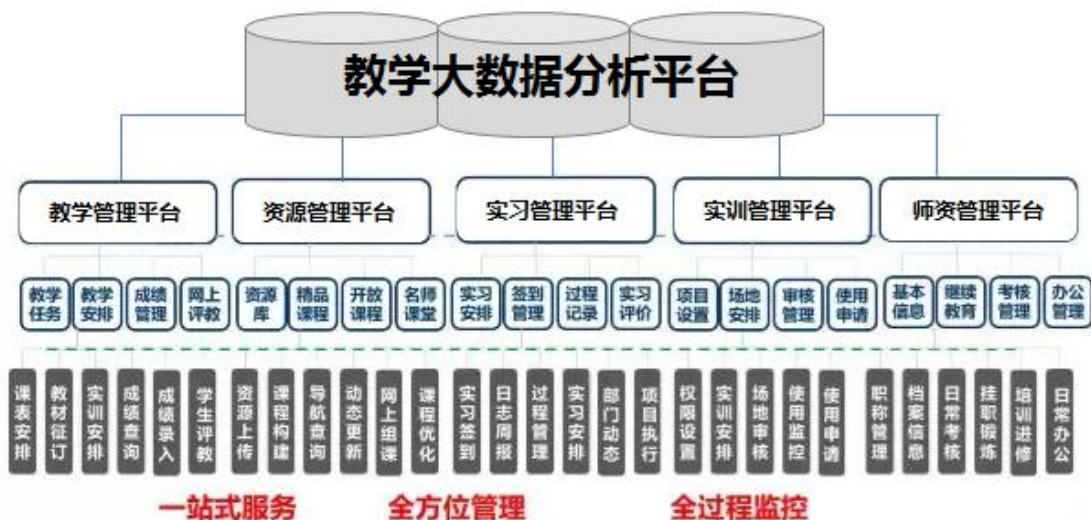 教学大数据分析平台
教学管理平台
资源管理平台
实习管理平台
实训管理平台
师资管理平台
教学任务
教学安排
成绩管理
网上评教
资源库
精品课程
开放课程
名师课堂
实习安排
签到管理
过程记录
实习评价
项目设置
场地安排
审核管理
使用申请
基本信息
继续教育
考核管理
办公管理
课表安排
教材征订
实训安排
成绩查询
成绩录入
学生评教
资源上传
课程构建
导航查询
动态更新
网上组课
课程优化
实习签到
日志周报
过程管理
实习安排
部门动态
项目执行
权限设置
实训安排
场地审核
使用监控
使用申请
职称管理
档案信息
日常考核
挂职锻炼
培训进修
日常办公
一站式服务
全方位管理
全过程监控